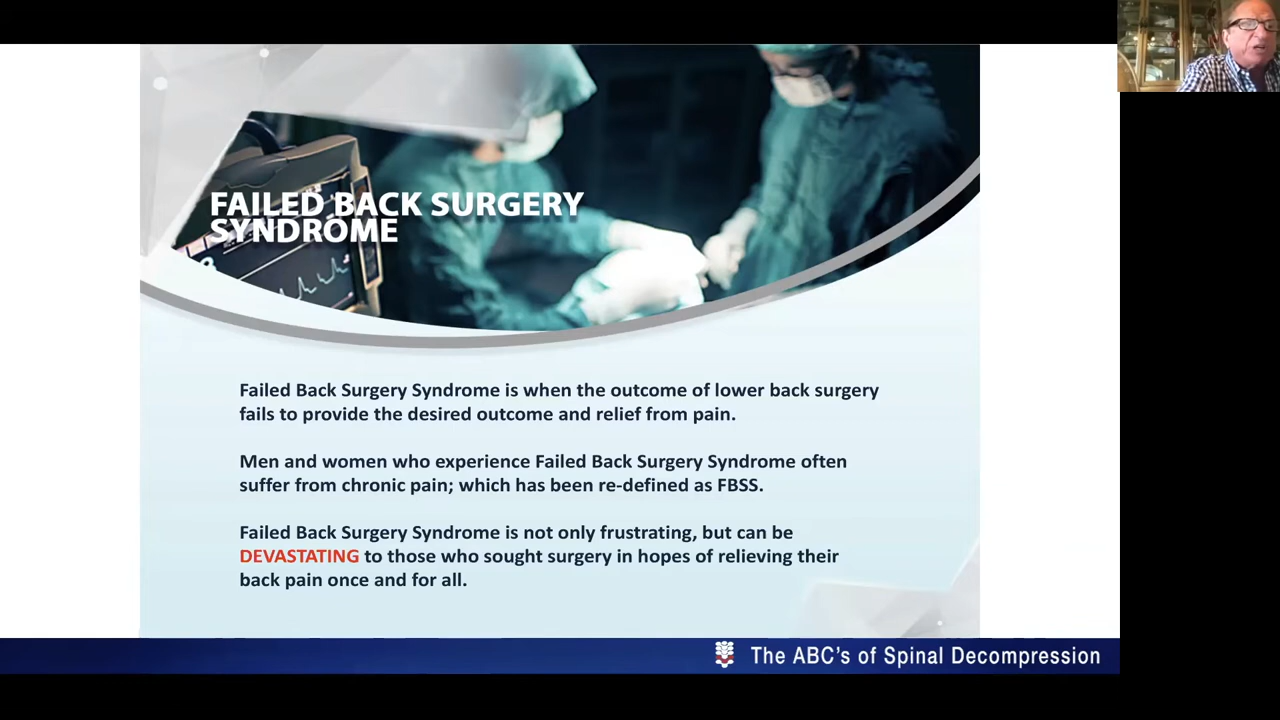 FAILED BACK SURGERY
SYNDROME
Failed Back Surgery Syndrome is when the outcome of lower back surgery
fails to provide the desired outcome and relief from pain.
Men and women who experience Failed Back Surgery Syndrome often
suffer from chronic pain; which has been re-defined as FBSS.
Failed Back Surgery Syndrome is not only frustrating, but can be
DEVASTATING to those who sought surgery in hopes of relieving their
back pain once and for all.
The ABC's of Spinal Decompression